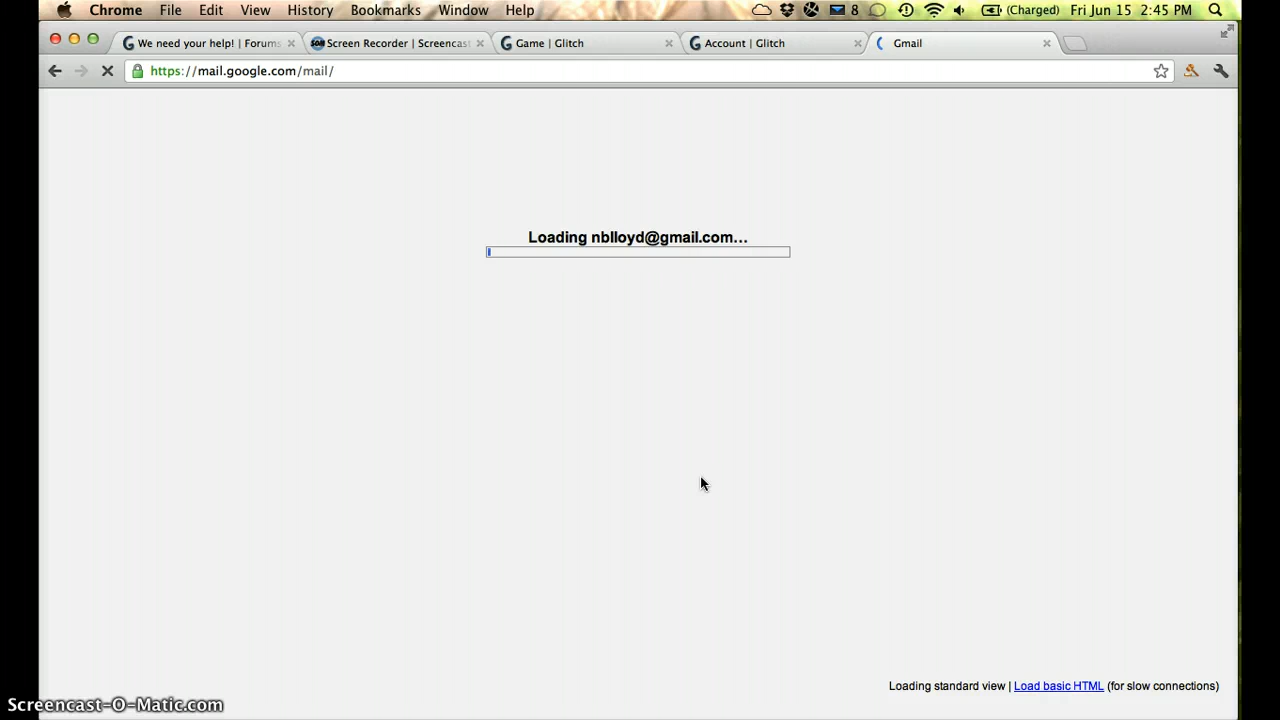 Chrome File Edit View History Bookmarks Window Help 8 (Charged) Fri Jun 15 2:45 PM
We need your help! | Forums Screen Recorder | Screencast Game | Glitch Account | Glitch Gmail
https://mail.google.com/mail/
Loading nblloyd@gmail.com...
Loading standard view | Load basic HTML (for slow connections)
Screencast-O-Matic.com